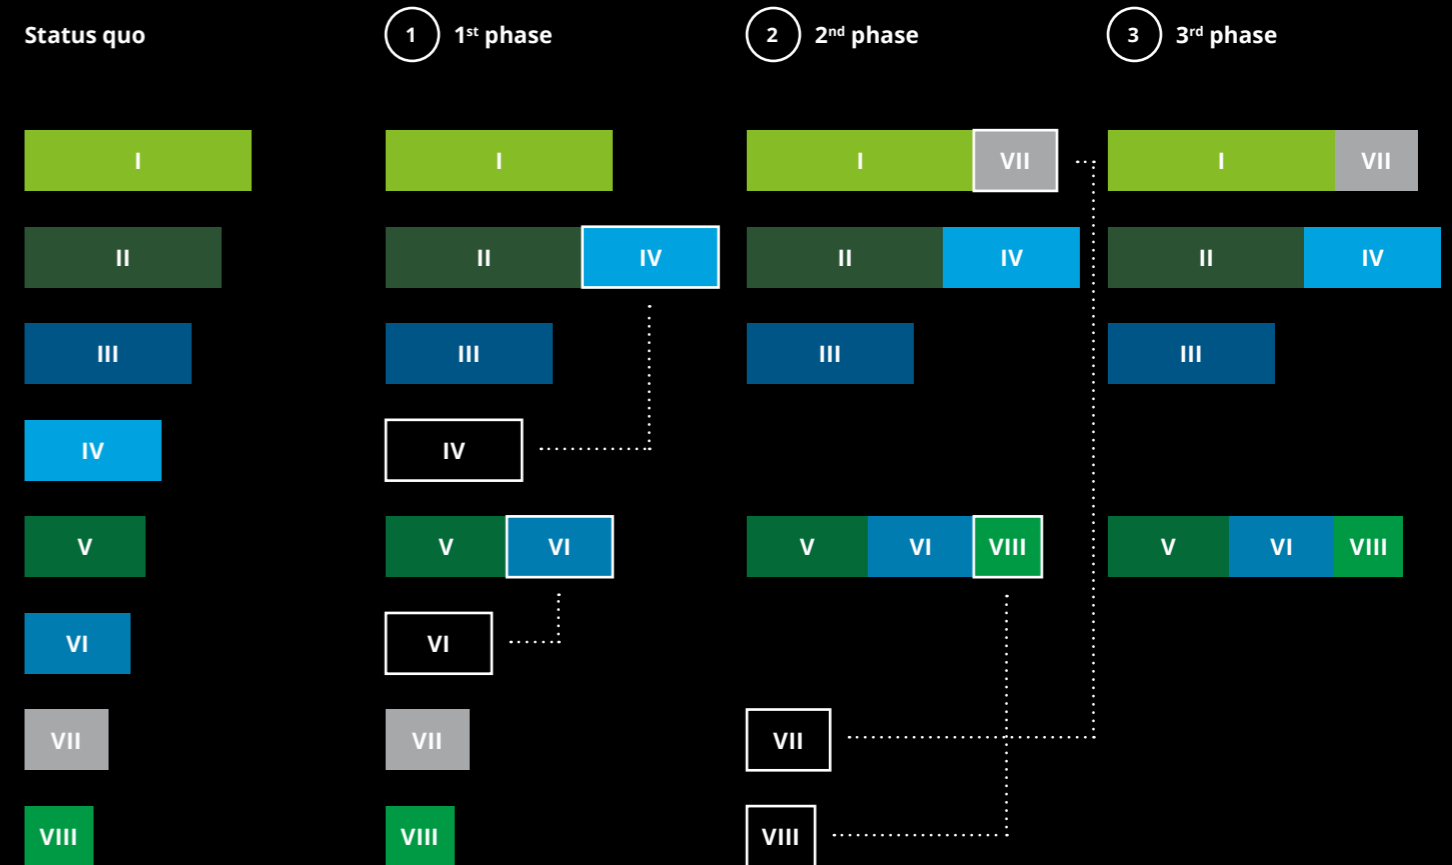 Status quo 1 1st phase 2 2nd phase 3 3rd phase
I I I VII I VII
II II IV II IV II IV
III III III III
IV IV
V V VI V VI VIII V VI VIII
VI VI
VII VII VII
VIII VIII VIII